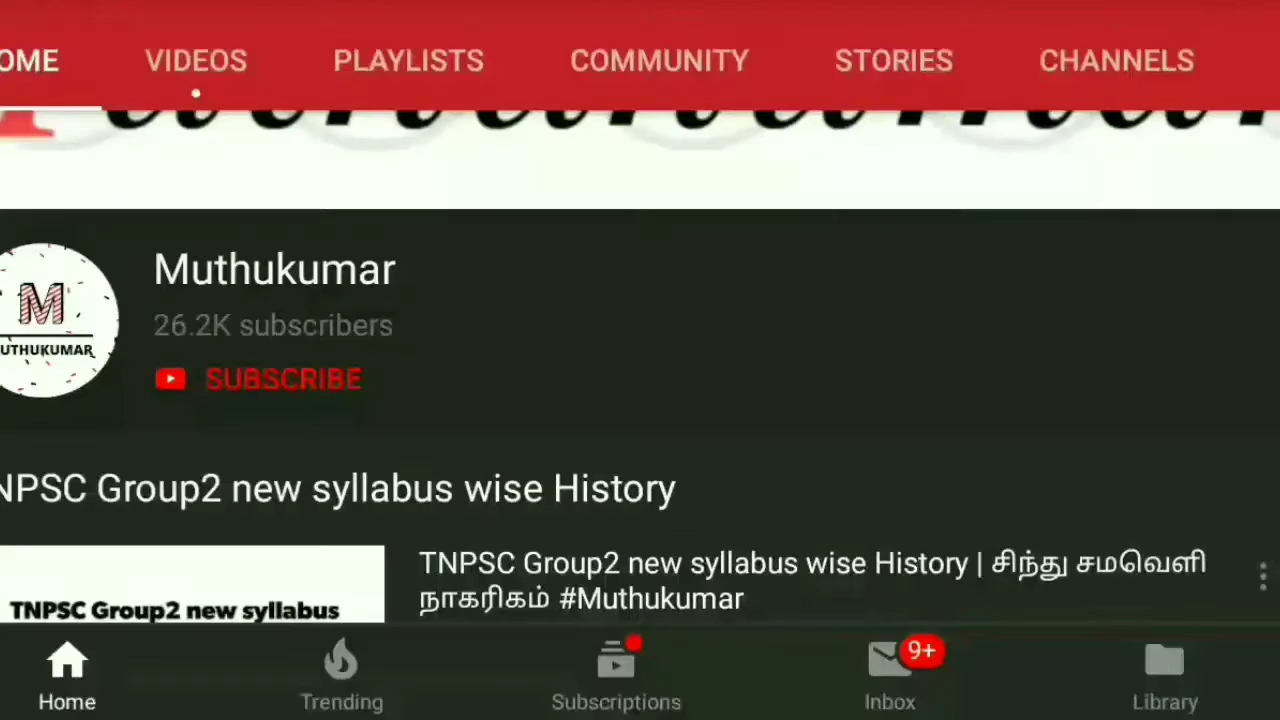 OME VIDEOS PLAYLISTS COMMUNITY STORIES CHANNELS
Muthukumar
26.2K subscribers
SUBSCRIBE
M
UTHUKUMAR
NPSC Group2 new syllabus wise History
TNPSC Group2 new syllabus wise History | சிந்து சமவெளி
நாகரிகம் #Muthukumar
TNPSC Group2 new syllabus
9+
Home Trending Subscriptions Inbox Library